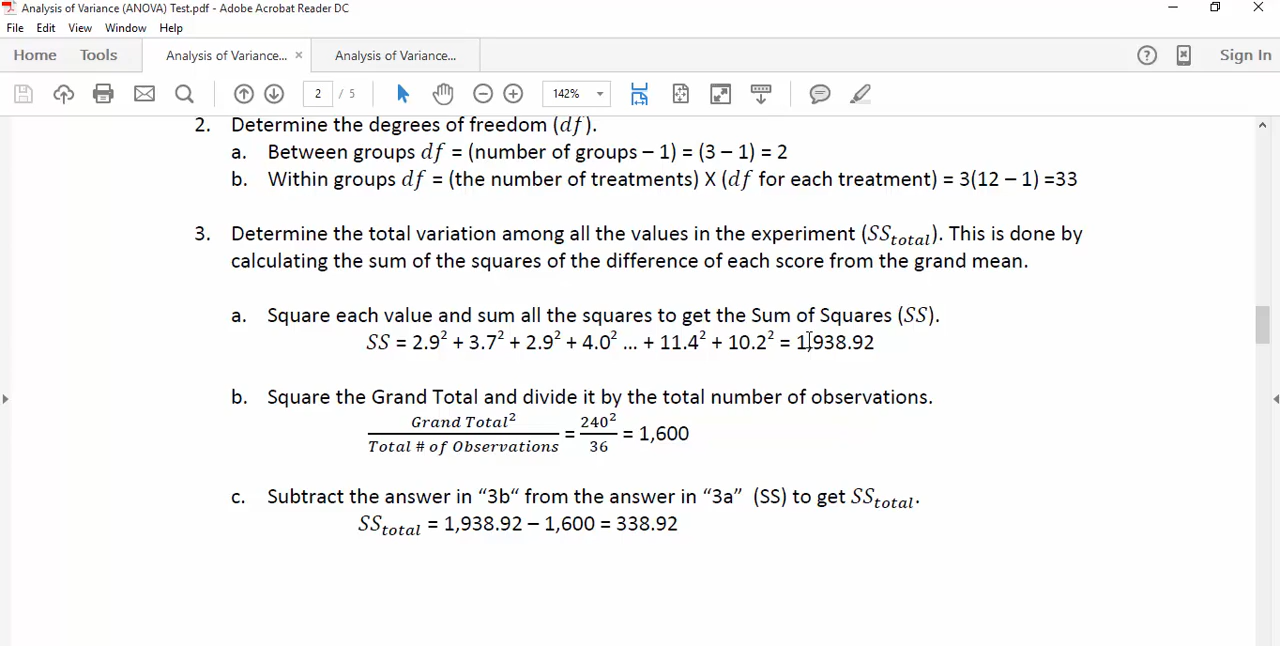 Analysis of Variance (ANOVA) Test.pdf - Adobe Acrobat Reader DC
File Edit View Window Help
Home Tools Analysis of Variance... × Analysis of Variance... Sign In
2 / 5 142%
2. Determine the degrees of freedom (df).
a. Between groups df = (number of groups – 1) = (3 – 1) = 2
b. Within groups df = (the number of treatments) X (df for each treatment) = 3(12 – 1) =33
3. Determine the total variation among all the values in the experiment (SS_total). This is done by
calculating the sum of the squares of the difference of each score from the grand mean.
a. Square each value and sum all the squares to get the Sum of Squares (SS).
SS = 2.9² + 3.7² + 2.9² + 4.0² ... + 11.4² + 10.2² = 1,938.92
b. Square the Grand Total and divide it by the total number of observations.
Grand Total² / Total # of Observations = 240² / 36 = 1,600
c. Subtract the answer in “3b“ from the answer in “3a” (SS) to get SS_total.
SS_total = 1,938.92 – 1,600 = 338.92